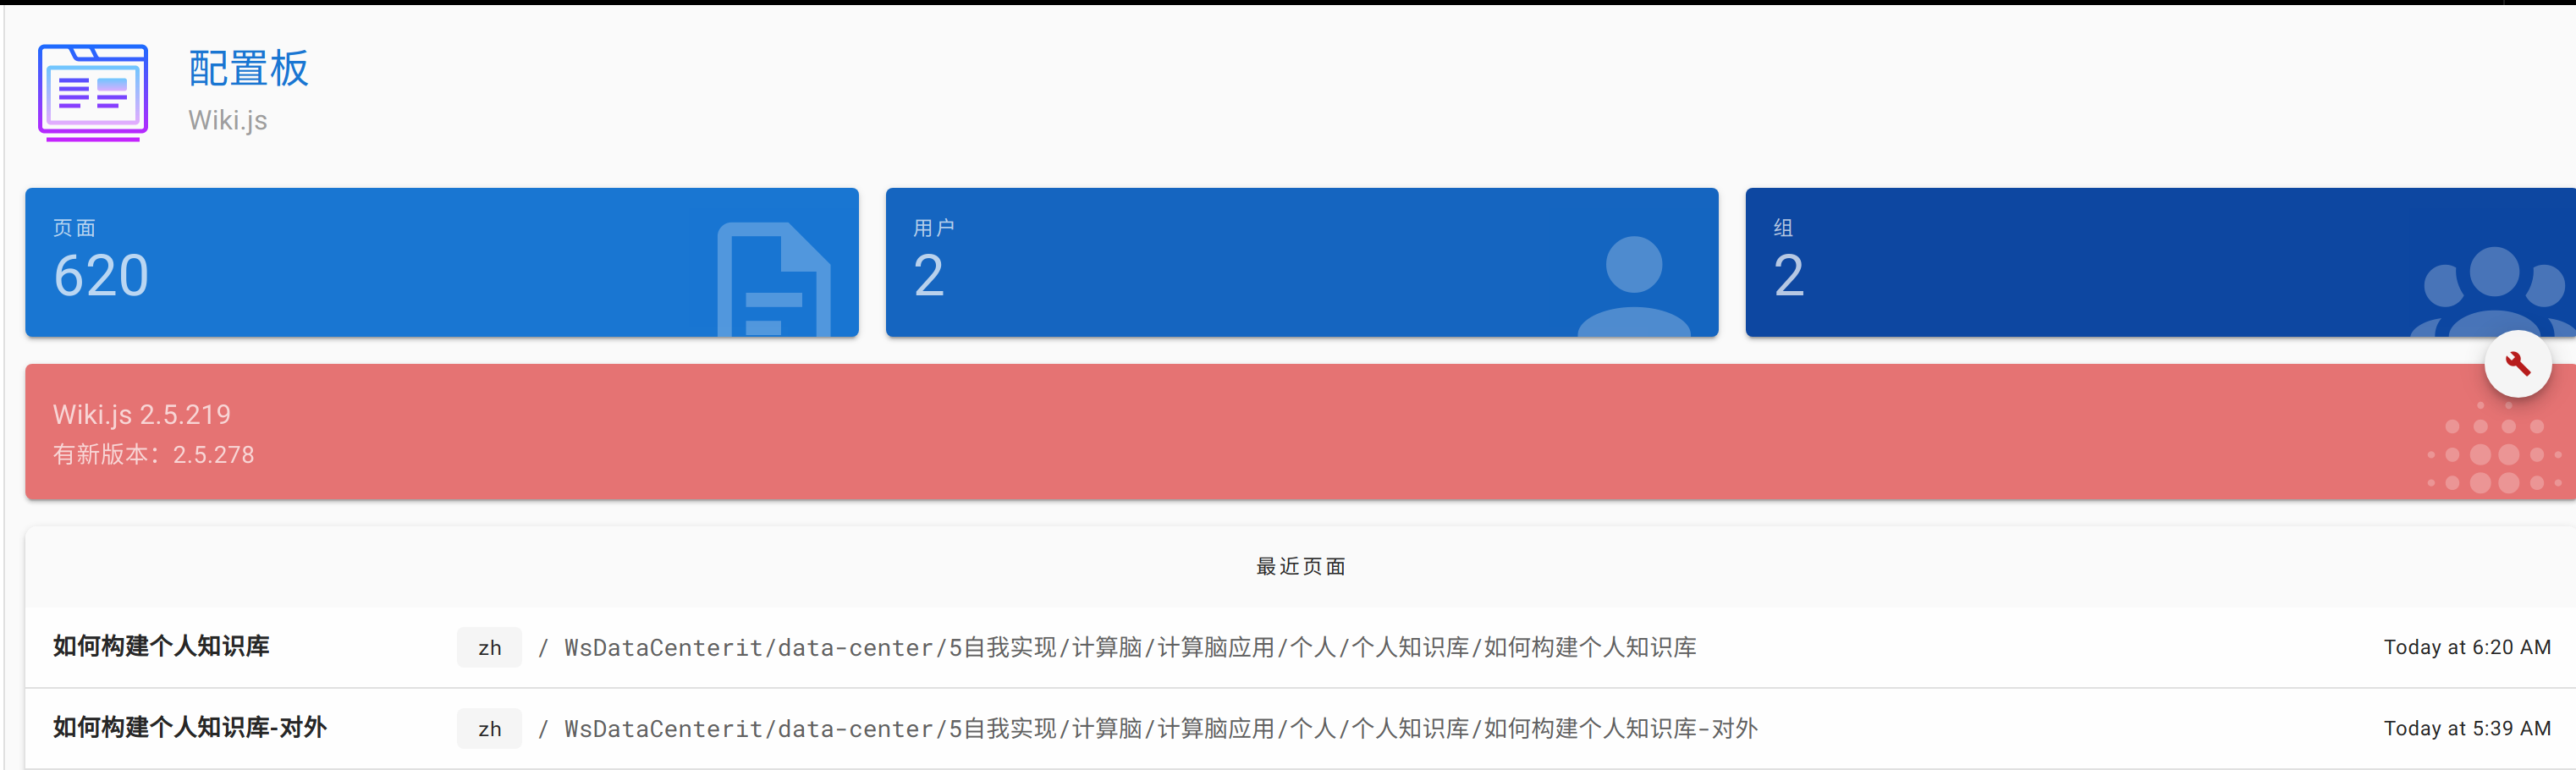 配置板
Wiki.js
页面
620
用户
2
组
2
Wiki.js 2.5.219
有新版本：2.5.278
最近页面
如何构建个人知识库 zh / WsDataCenterit/data-center/5自我实现/计算脑/计算脑应用/个人/个人知识库/如何构建个人知识库 Today at 6:20 AM
如何构建个人知识库-对外 zh / WsDataCenterit/data-center/5自我实现/计算脑/计算脑应用/个人/个人知识库/如何构建个人知识库-对外 Today at 5:39 AM